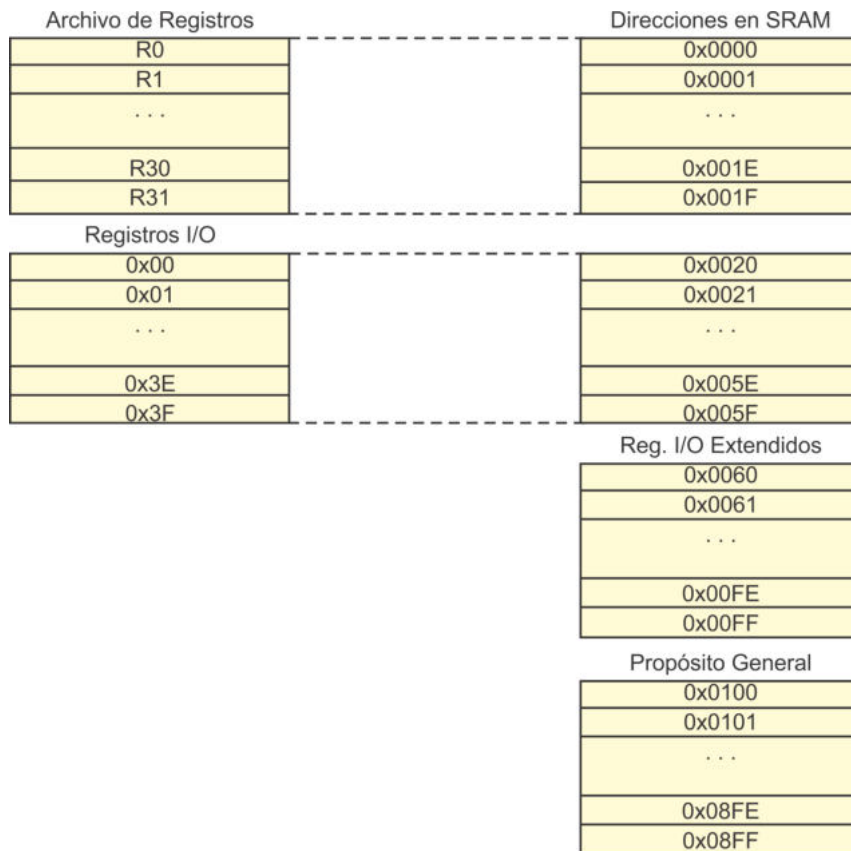 Archivo de Registros
Direcciones en SRAM
R0
0x0000
R1
0x0001
. . .
. . .
R30
0x001E
R31
0x001F
Registros I/O
0x00
0x0020
0x01
0x0021
. . .
. . .
0x3E
0x005E
0x3F
0x005F
Reg. I/O Extendidos
0x0060
0x0061
. . .
0x00FE
0x00FF
Propósito General
0x0100
0x0101
. . .
0x08FE
0x08FF